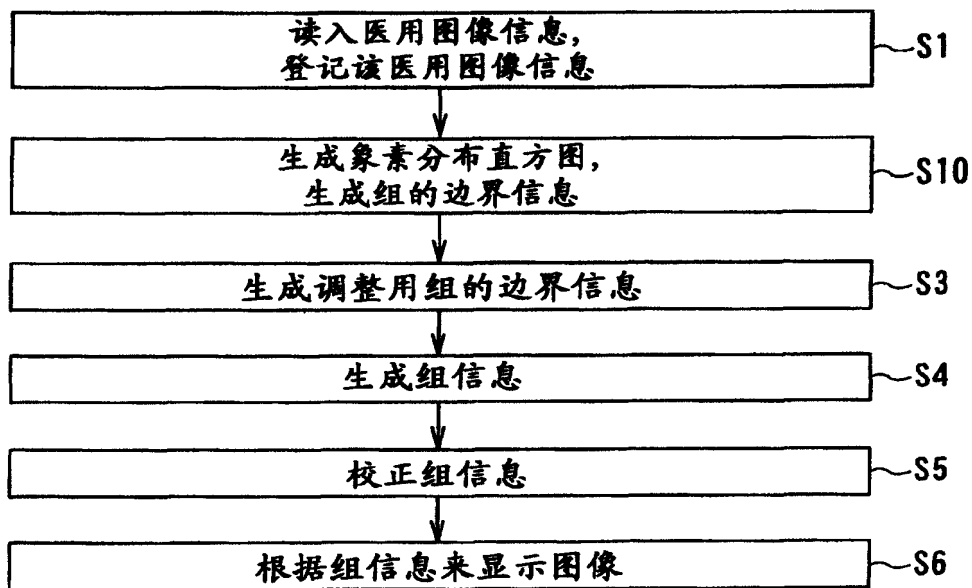 读入医用图像信息,
登记该医用图像信息
S1
生成象素分布直方图,
生成组的边界信息
S10
生成调整用组的边界信息
S3
生成组信息
S4
校正组信息
S5
根据组信息来显示图像
S6